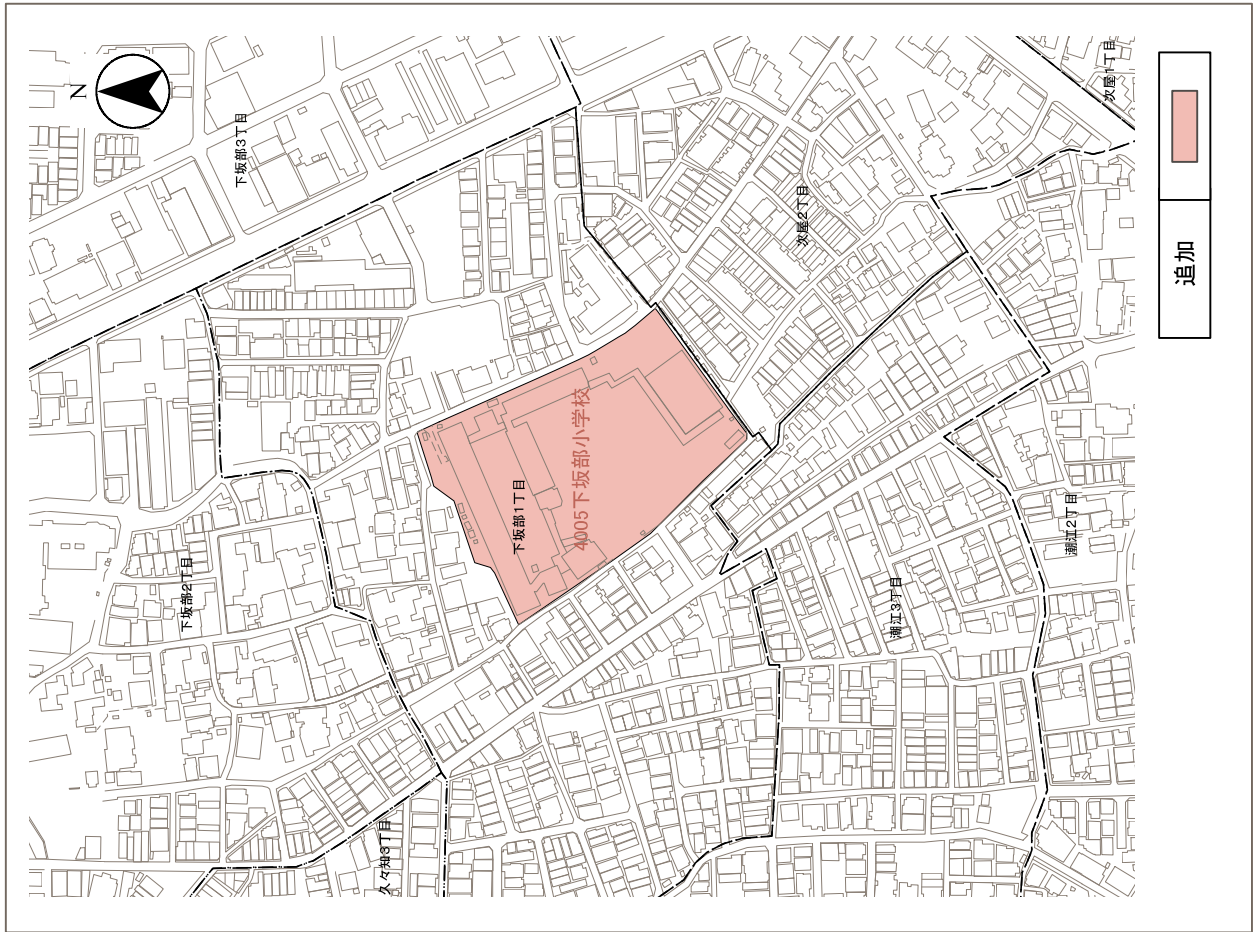 N
下坂部3丁目
次屋1丁目
次屋2丁目
追加
4005下坂部小学校
下坂部1丁目
下坂部2丁目
潮江2丁目
潮江3丁目
久々知3丁目